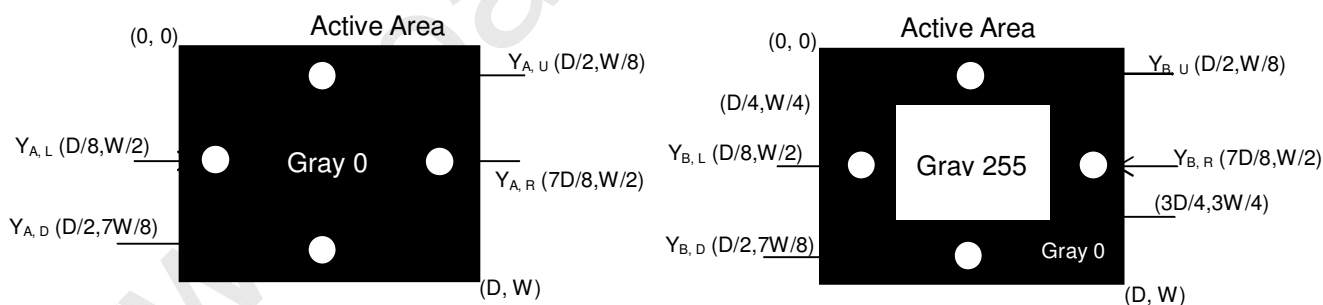 Active Area
(0, 0)
Y_A, U (D/2,W/8)
Y_A, L (D/8,W/2)
Gray 0
Y_A, R (7D/8,W/2)
Y_A, D (D/2,7W/8)
(D, W)
Active Area
(0, 0)
Y_B, U (D/2,W/8)
(D/4,W/4)
Y_B, L (D/8,W/2)
Gray 255
Y_B, R (7D/8,W/2)
(3D/4,3W/4)
Y_B, D (D/2,7W/8)
Gray 0
(D, W)